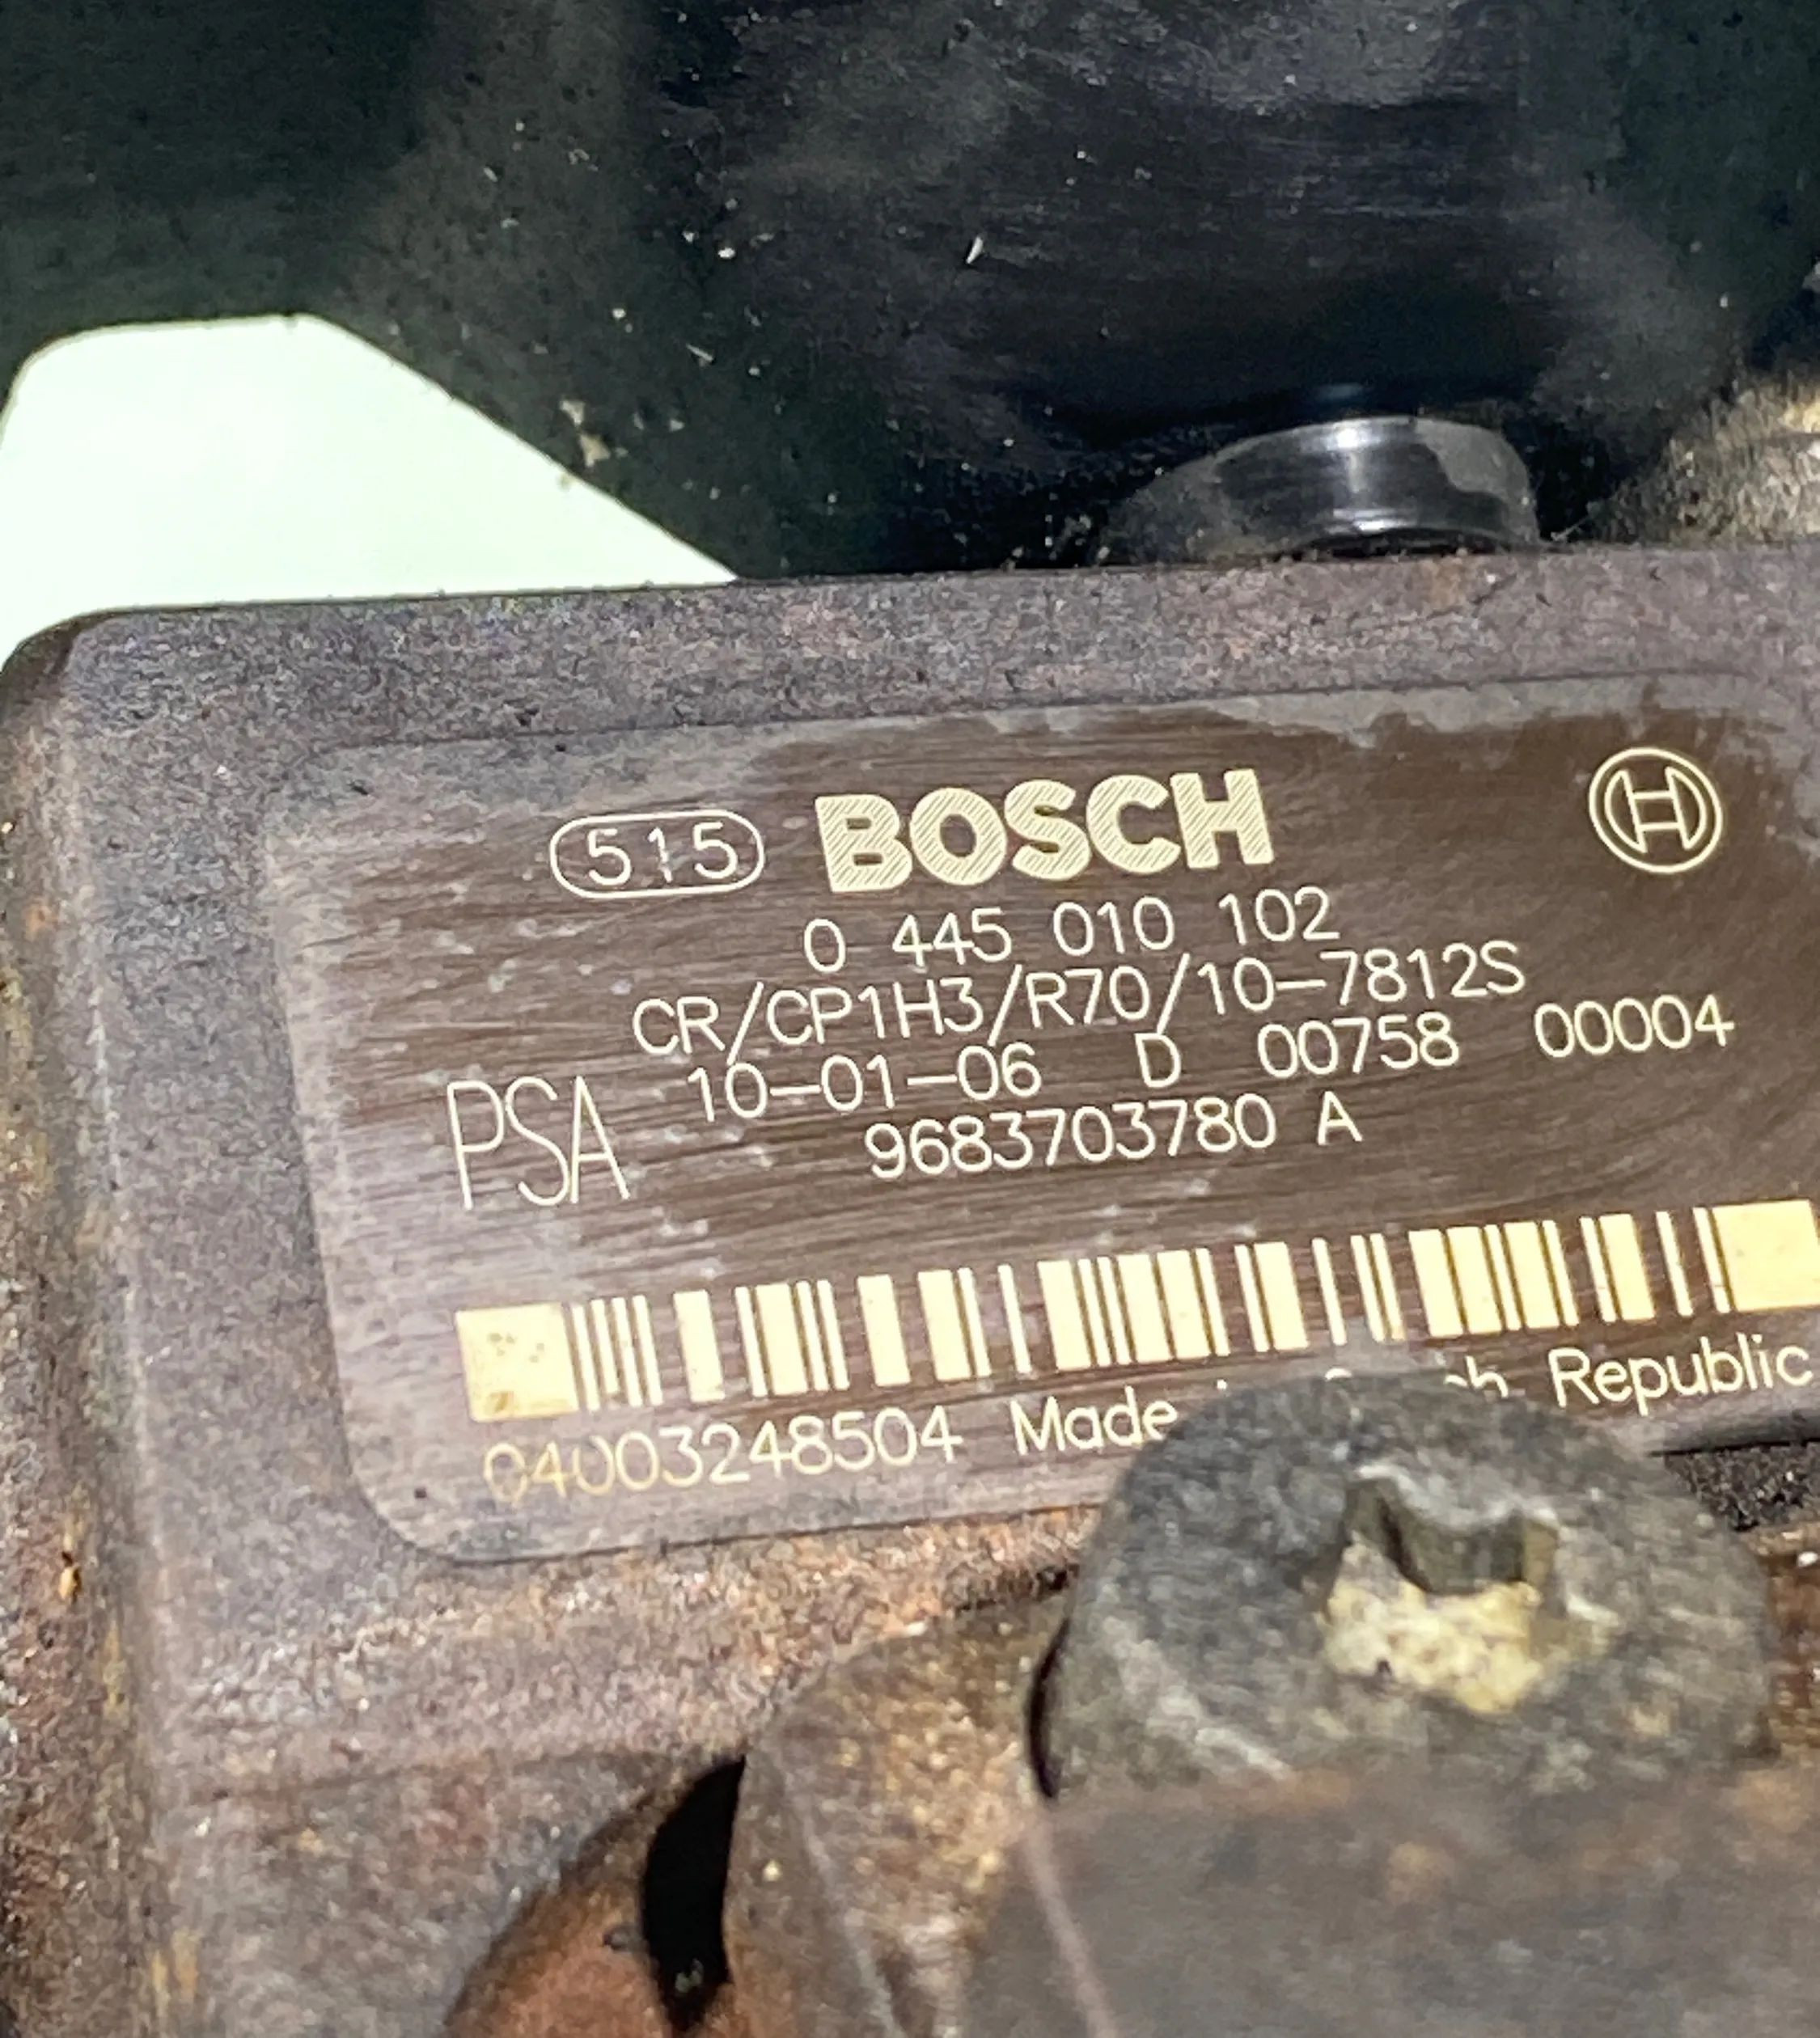 515 BOSCH
0 445 010 102
CR/CP1H3/R70/10-7812S
PSA 10-01-06 D 00758 00004
9683703780 A
04003248504 Made Republic